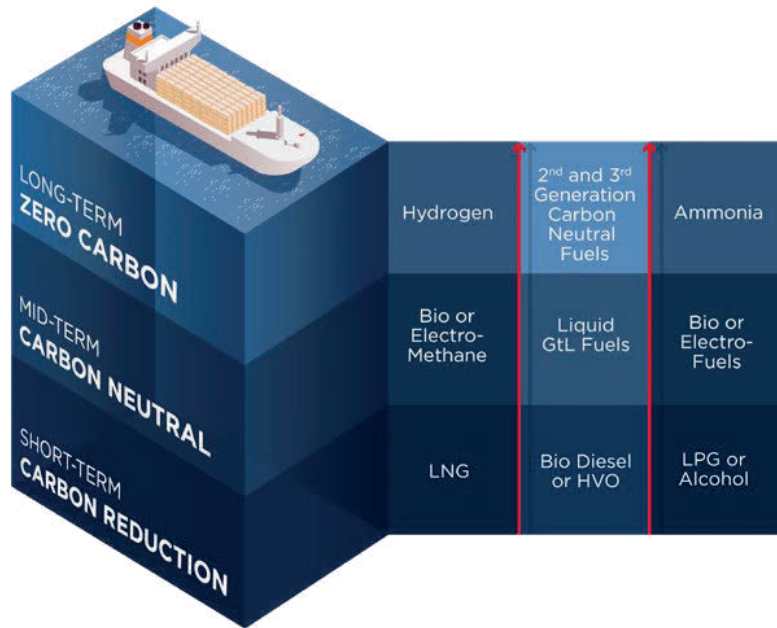 LONG-TERM
ZERO CARBON
Hydrogen
2nd and 3rd
Generation
Carbon
Neutral
Fuels
Ammonia
MID-TERM
CARBON NEUTRAL
Bio or
Electro-
Methane
Liquid
GtL Fuels
Bio or
Electro-
Fuels
SHORT-TERM
CARBON REDUCTION
LNG
Bio Diesel
or HVO
LPG or
Alcohol